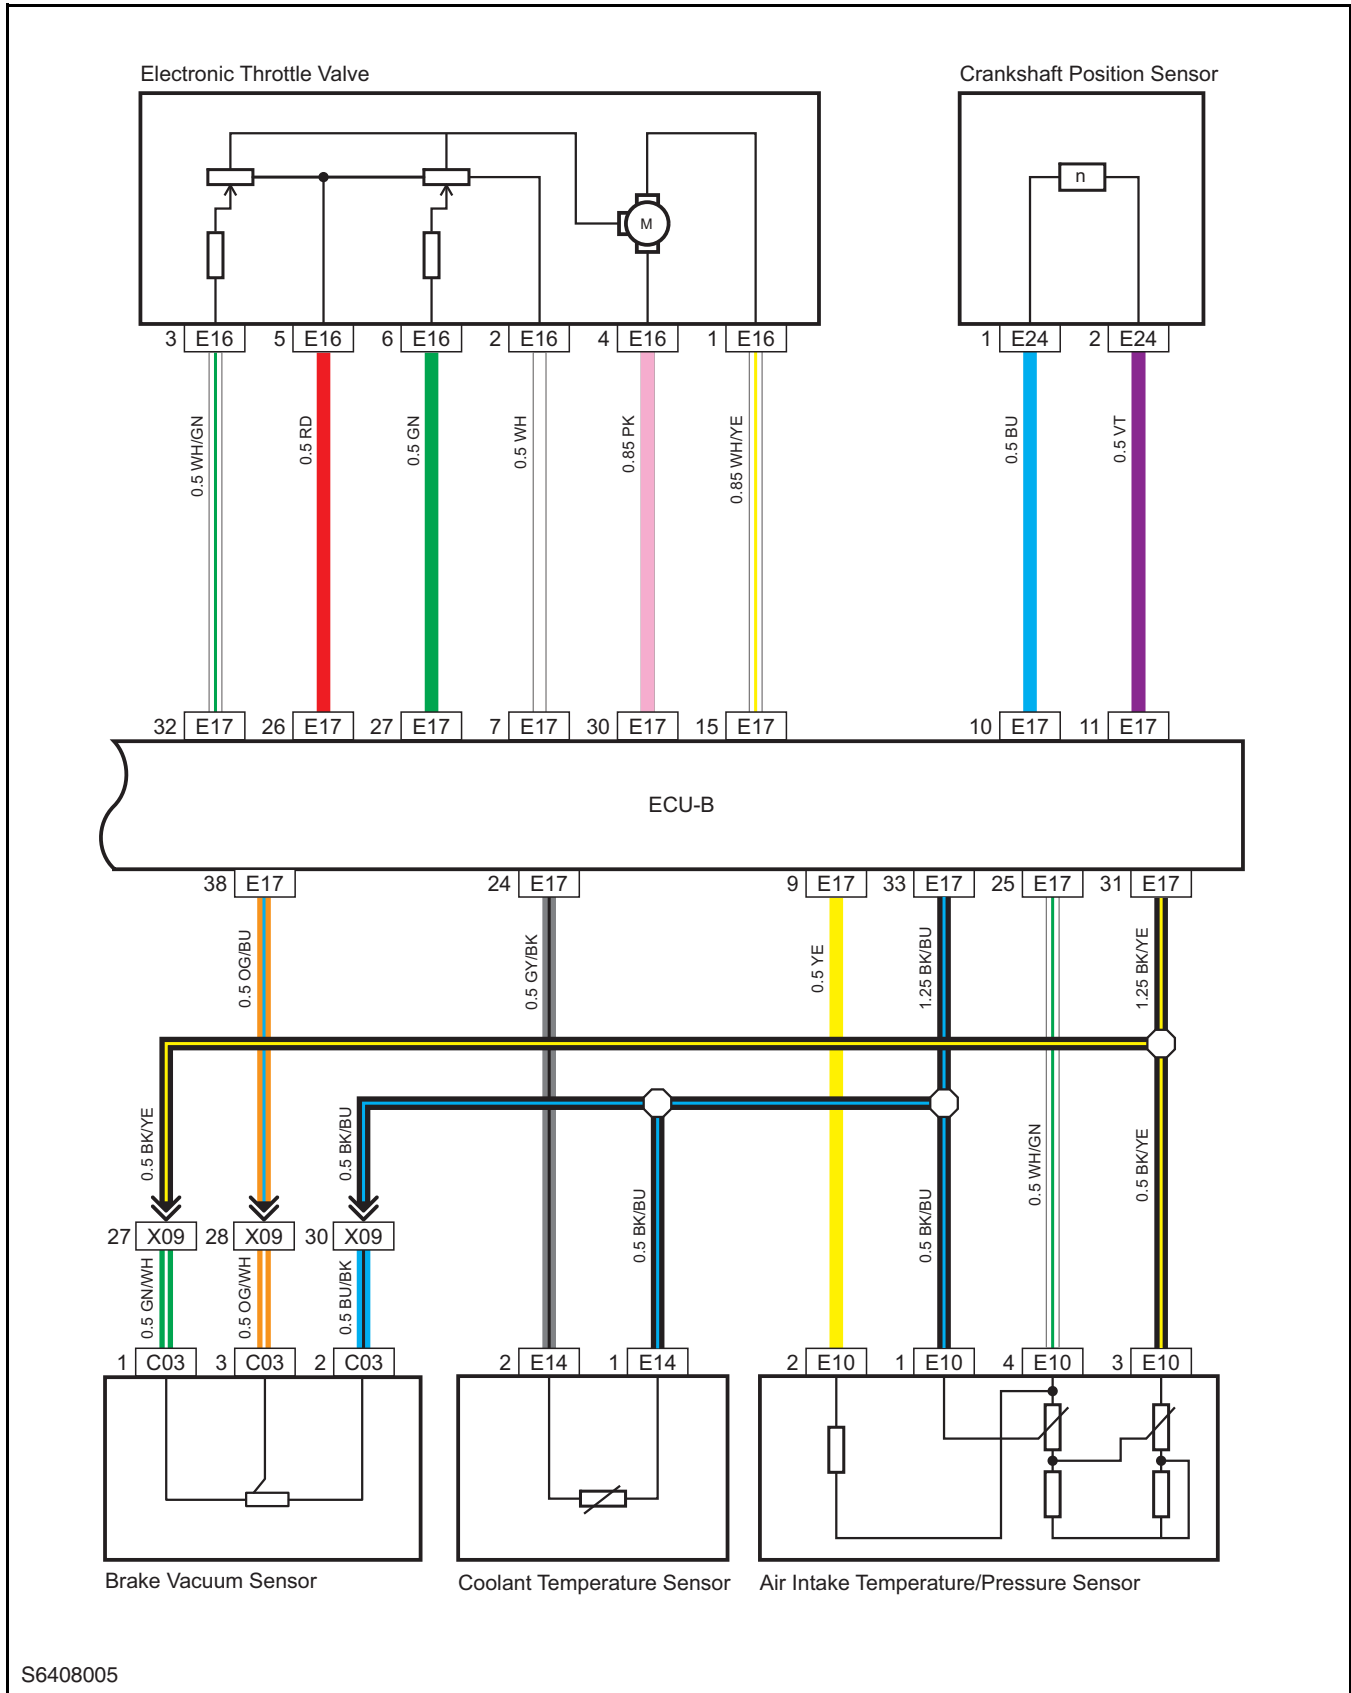 Electronic Throttle Valve
Crankshaft Position Sensor
M
n
3 E16 5 E16 6 E16 2 E16 4 E16 1 E16 1 E24 2 E24
0.5 WH/GN
0.5 RD
0.5 GN
0.5 WH
0.85 PK
0.85 WH/YE
0.5 BU
0.5 VT
32 E17 26 E17 27 E17 7 E17 30 E17 15 E17 10 E17 11 E17
ECU-B
38 E17 24 E17 9 E17 33 E17 25 E17 31 E17
0.5 OG/BU
0.5 GY/BK
0.5 YE
1.25 BK/BU
1.25 BK/YE
0.5 BK/YE
0.5 BK/BU
0.5 BK/BU
0.5 BK/BU
0.5 WH/GN
0.5 BK/YE
27 X09 28 X09 30 X09
0.5 GN/WH
0.5 OG/WH
0.5 BU/BK
1 C03 3 C03 2 C03 2 E14 1 E14 2 E10 1 E10 4 E10 3 E10
Brake Vacuum Sensor
Coolant Temperature Sensor
Air Intake Temperature/Pressure Sensor
S6408005